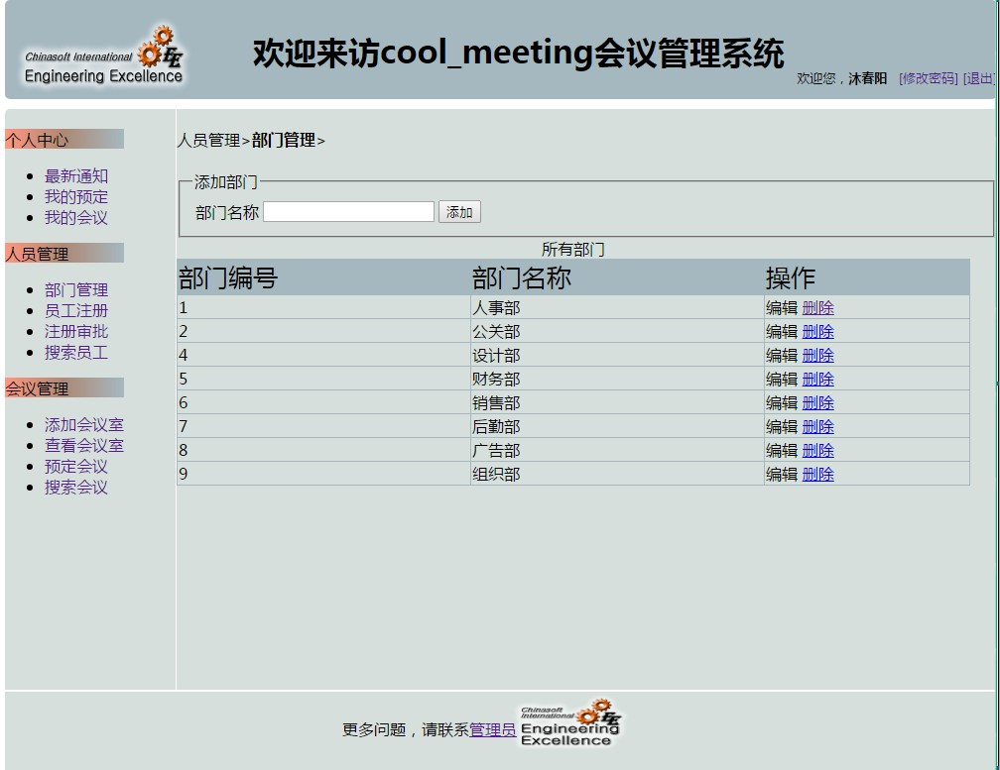 Chinasoft International
Engineering Excellence
欢迎来访cool_meeting会议管理系统
欢迎您，沐春阳 [修改密码] [退出]
个人中心
最新通知
我的预定
我的会议
人员管理
部门管理
员工注册
注册审批
搜索员工
会议管理
添加会议室
查看会议室
预定会议
搜索会议
人员管理>部门管理>
添加部门
部门名称 添加
所有部门
部门编号 部门名称 操作
1 人事部 编辑 删除
2 公关部 编辑 删除
4 设计部 编辑 删除
5 财务部 编辑 删除
6 销售部 编辑 删除
7 后勤部 编辑 删除
8 广告部 编辑 删除
9 组织部 编辑 删除
更多问题，请联系管理员
Chinasoft
International
Engineering
Excellence